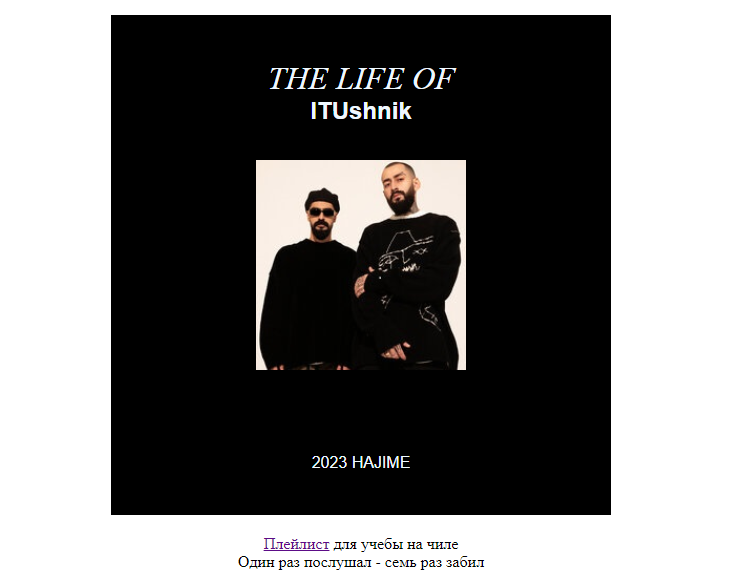 THE LIFE OF
ITUshnik
2023 HAJIME
Плейлист для учебы на чиле
Один раз послушал - семь раз забил